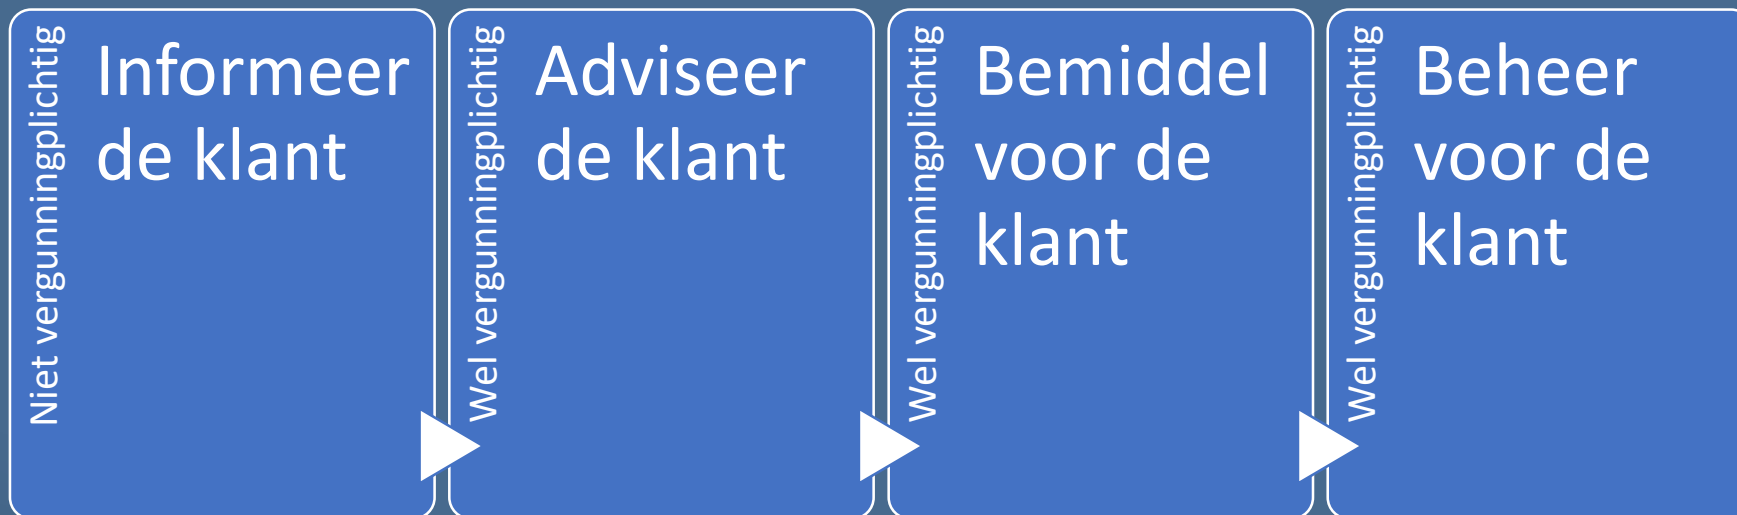 Niet vergunningplichtig
Informeer
de klant
Wel vergunningplichtig
Adviseer
de klant
Wel vergunningplichtig
Bemiddel
voor de
klant
Wel vergunningplichtig
Beheer
voor de
klant